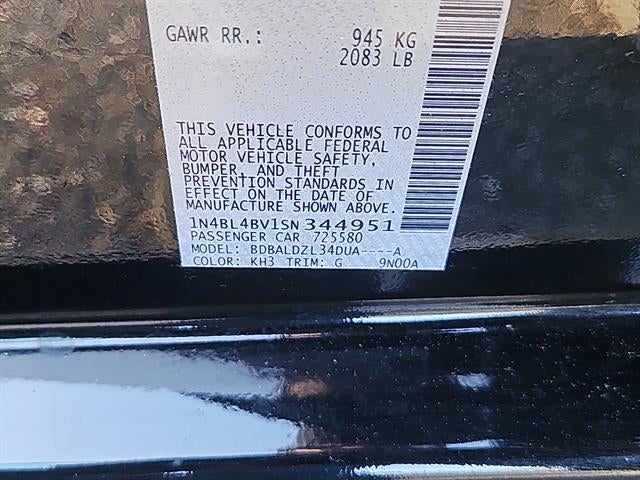 GAWR RR.: 945 KG
2083 LB
THIS VEHICLE CONFORMS TO
ALL APPLICABLE FEDERAL
MOTOR VEHICLE SAFETY,
BUMPER, AND THEFT
PREVENTION STANDARDS IN
EFFECT ON THE DATE OF
MANUFACTURE SHOWN ABOVE.
1N4BL4BV1SN344951
PASSENGER CAR 725580
MODEL: BDBALDZL34DUA----A
COLOR: KH3 TRIM: G 9N00A